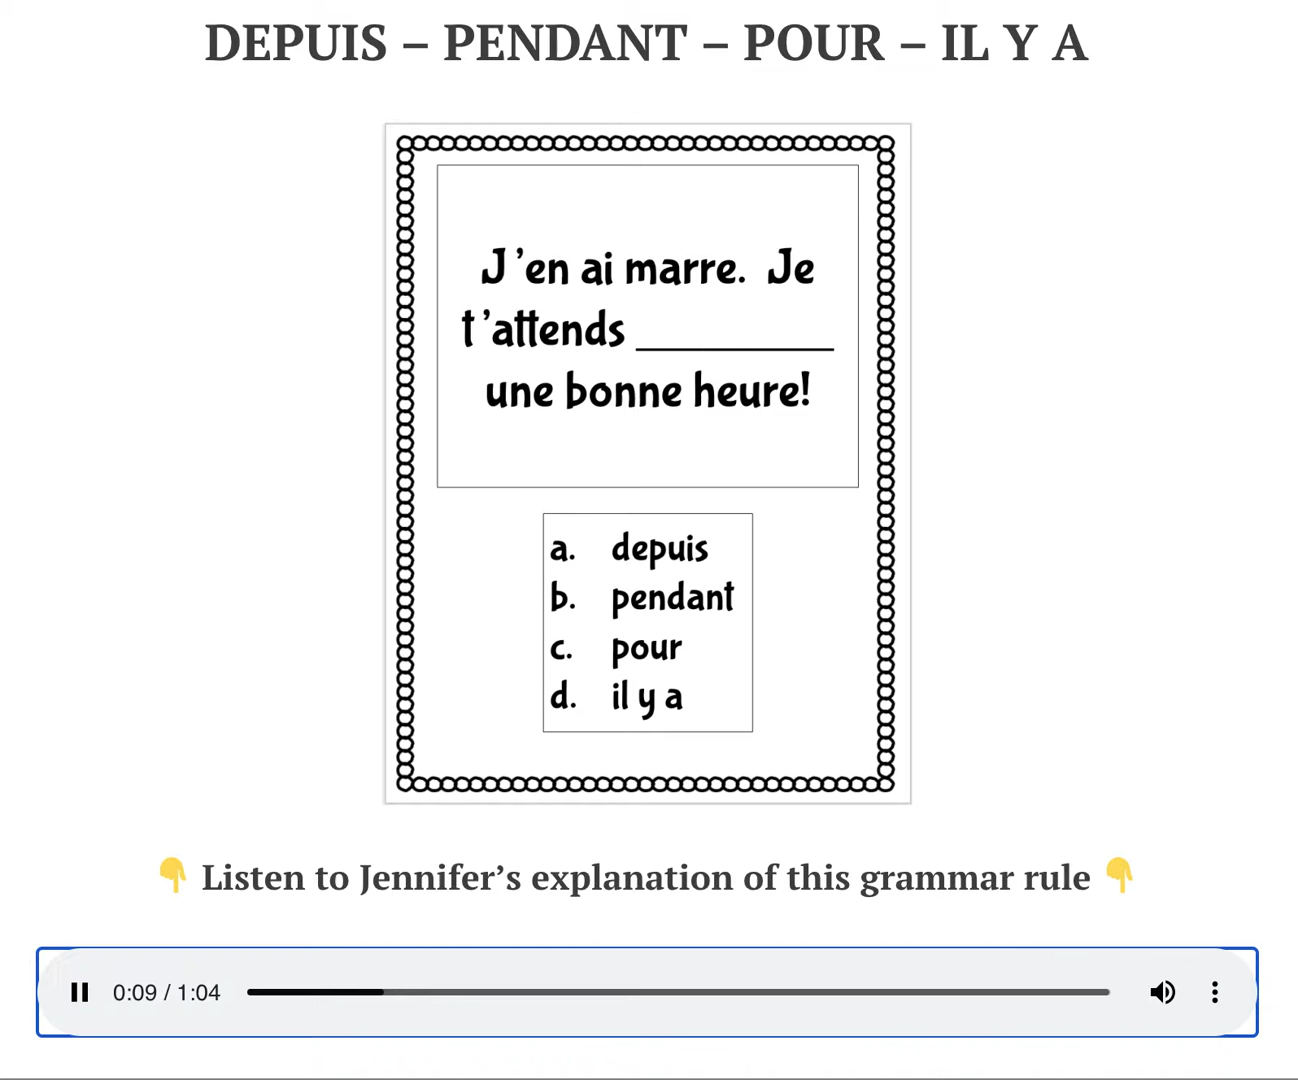 DEPUIS – PENDANT – POUR – IL Y A
J'en ai marre. Je
t'attends __________
une bonne heure!
a. depuis
b. pendant
c. pour
d. il y a
👇 Listen to Jennifer’s explanation of this grammar rule 👇
0:09 / 1:04